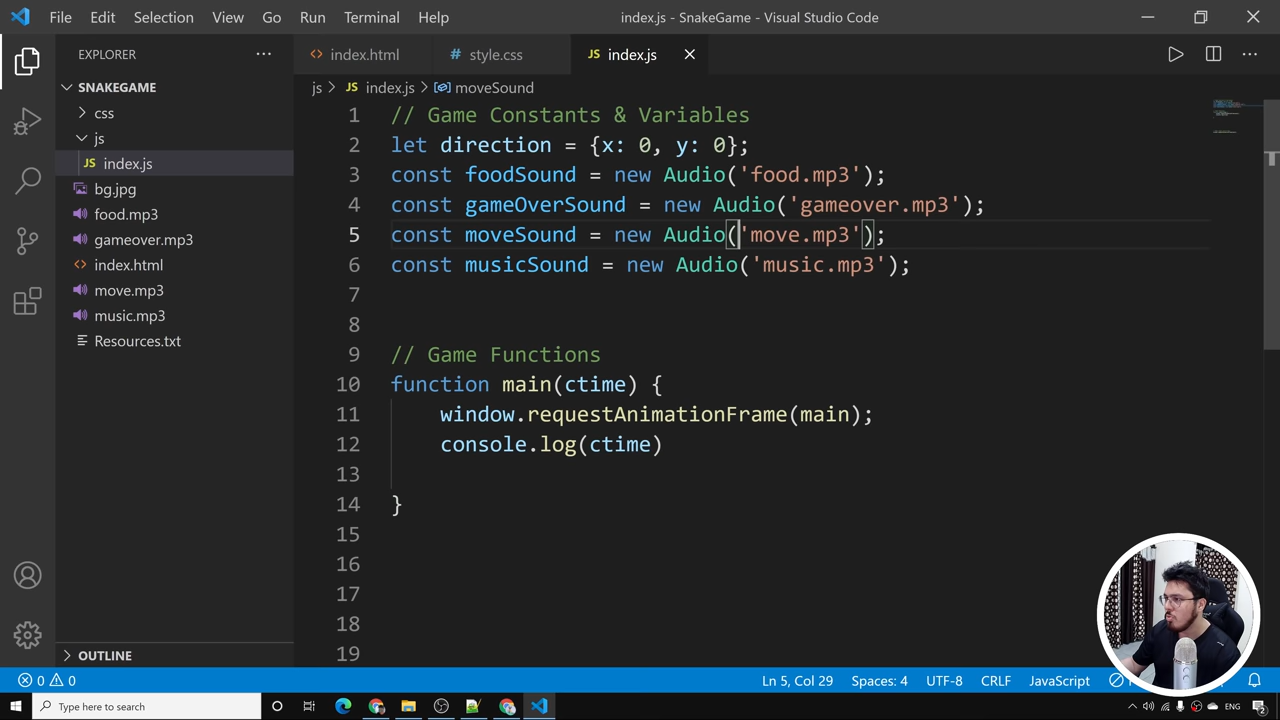 File Edit Selection View Go Run Terminal Help
index.js - SnakeGame - Visual Studio Code
EXPLORER
SNAKEGAME
css
js
JS index.js
bg.jpg
food.mp3
gameover.mp3
<> index.html
move.mp3
music.mp3
Resources.txt
OUTLINE
<> index.html
# style.css
JS index.js
js > JS index.js > moveSound
1 // Game Constants & Variables
2 let direction = {x: 0, y: 0};
3 const foodSound = new Audio('food.mp3');
4 const gameOverSound = new Audio('gameover.mp3');
5 const moveSound = new Audio('move.mp3');
6 const musicSound = new Audio('music.mp3');
7
8
9 // Game Functions
10 function main(ctime) {
11 window.requestAnimationFrame(main);
12 console.log(ctime)
13
14 }
15
16
17
18
19
0 0
Ln 5, Col 29 Spaces: 4 UTF-8 CRLF JavaScript
Type here to search
ENG
2